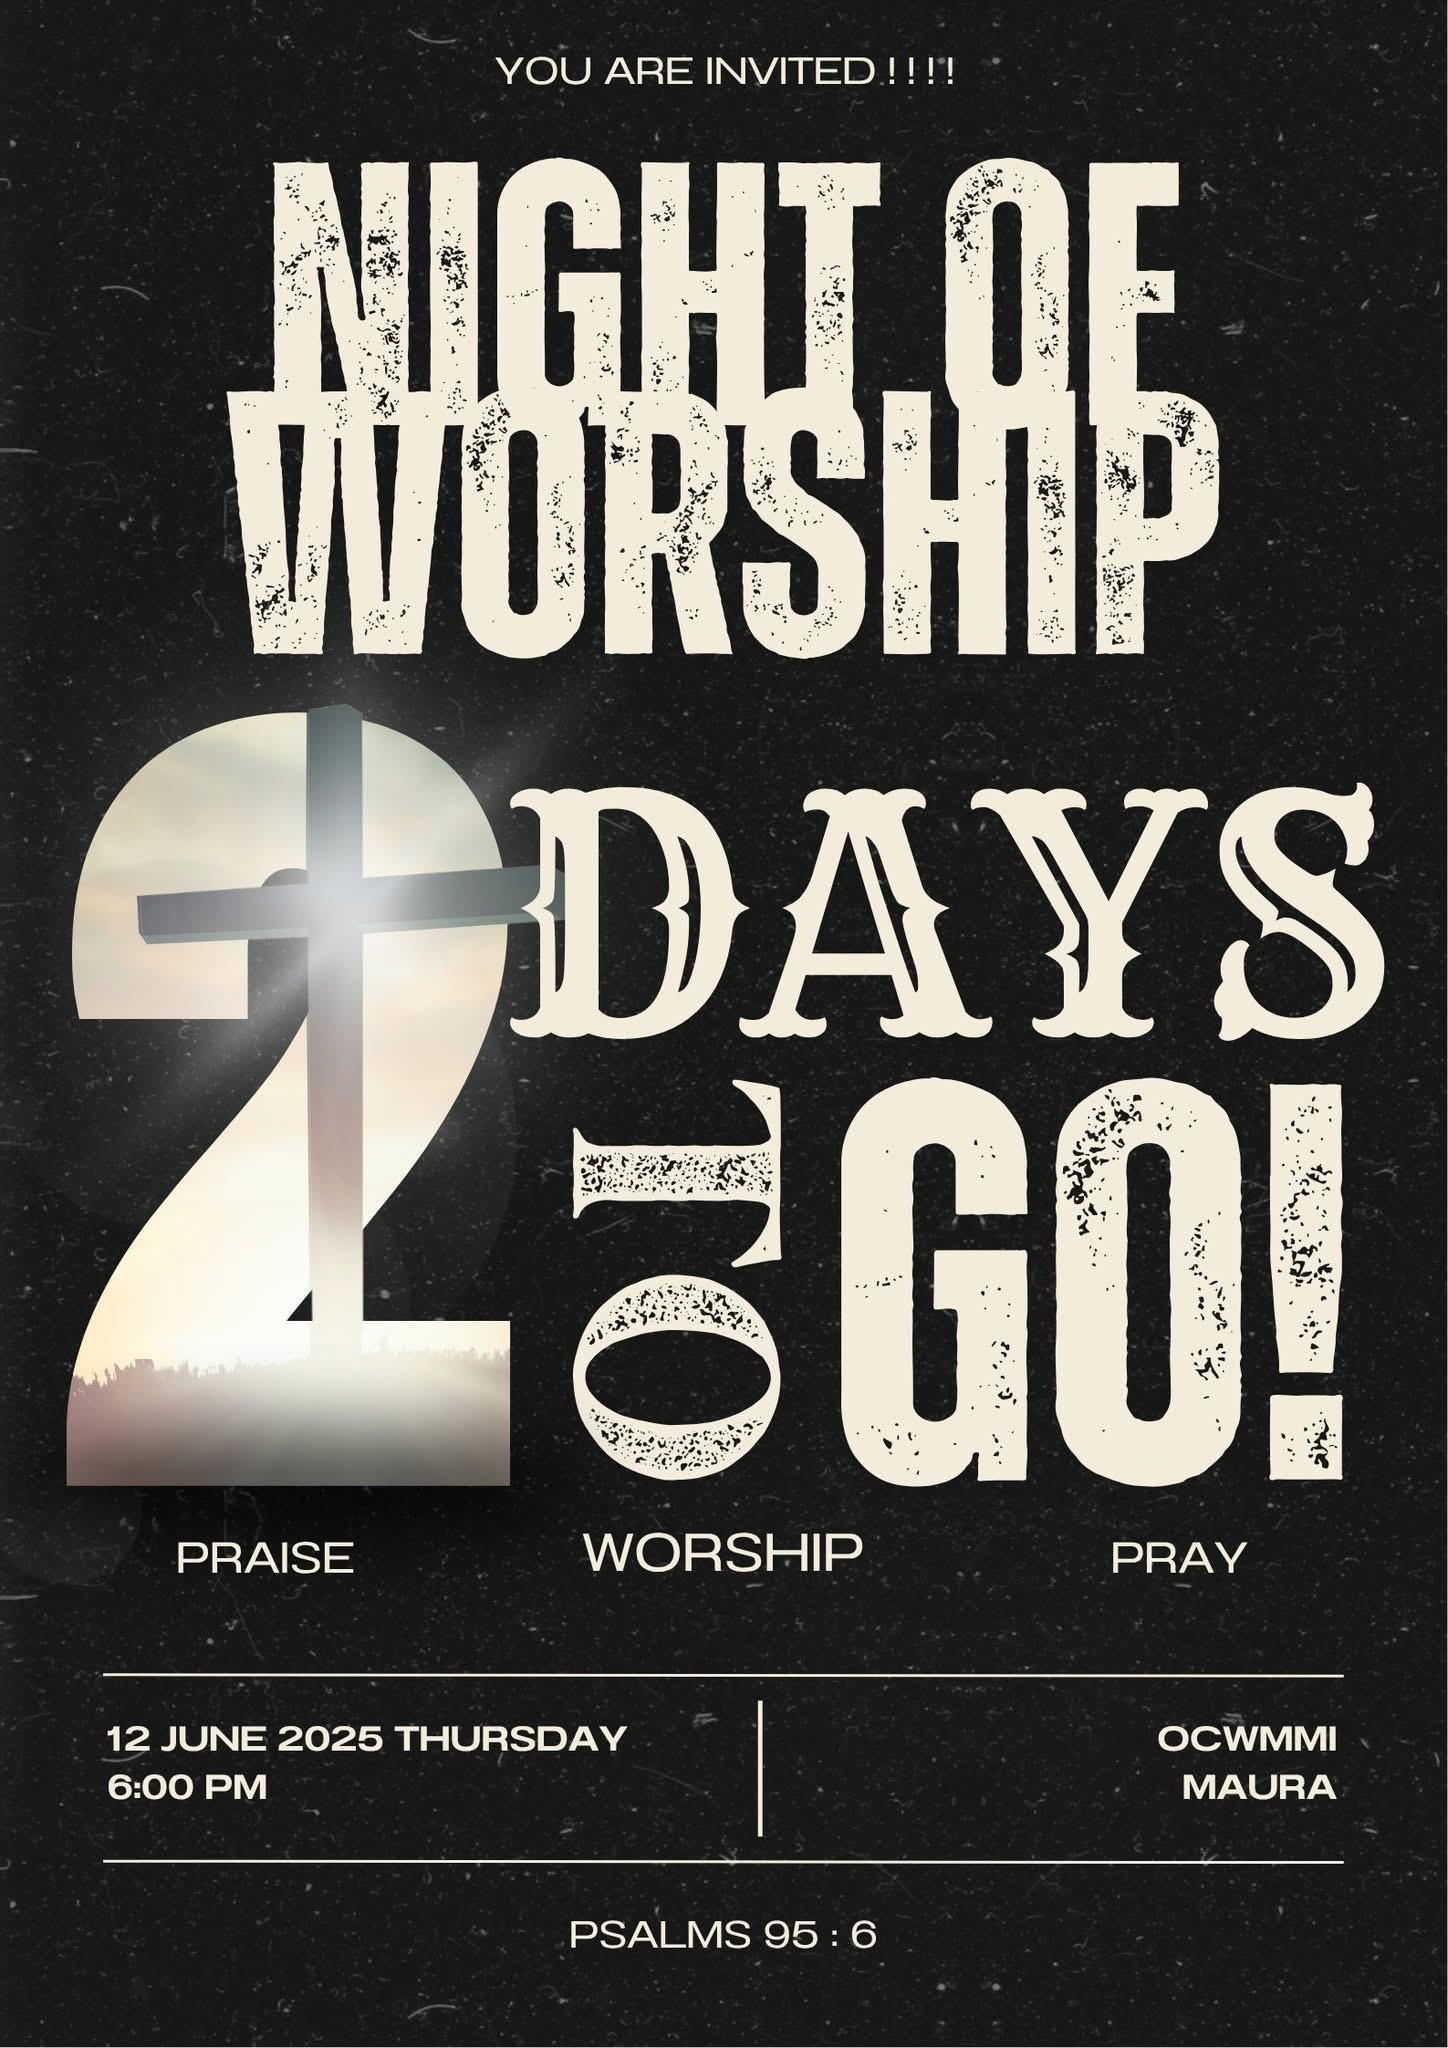 YOU ARE INVITED ! ! ! !
NIGHT OF
WORSHIP
2 DAYS
TO GO!
PRAISE WORSHIP PRAY
12 JUNE 2025 THURSDAY
6:00 PM
OCWMMI
MAURA
PSALMS 95 : 6